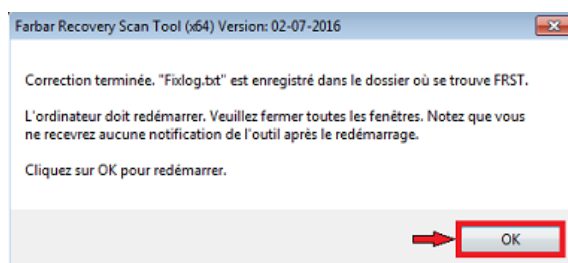 Farbar Recovery Scan Tool (x64) Version: 02-07-2016
Correction terminée. "Fixlog.txt" est enregistré dans le dossier où se trouve FRST.
L'ordinateur doit redémarrer. Veuillez fermer toutes les fenêtres. Notez que vous
ne recevrez aucune notification de l'outil après le redémarrage.
Cliquez sur OK pour redémarrer.
OK